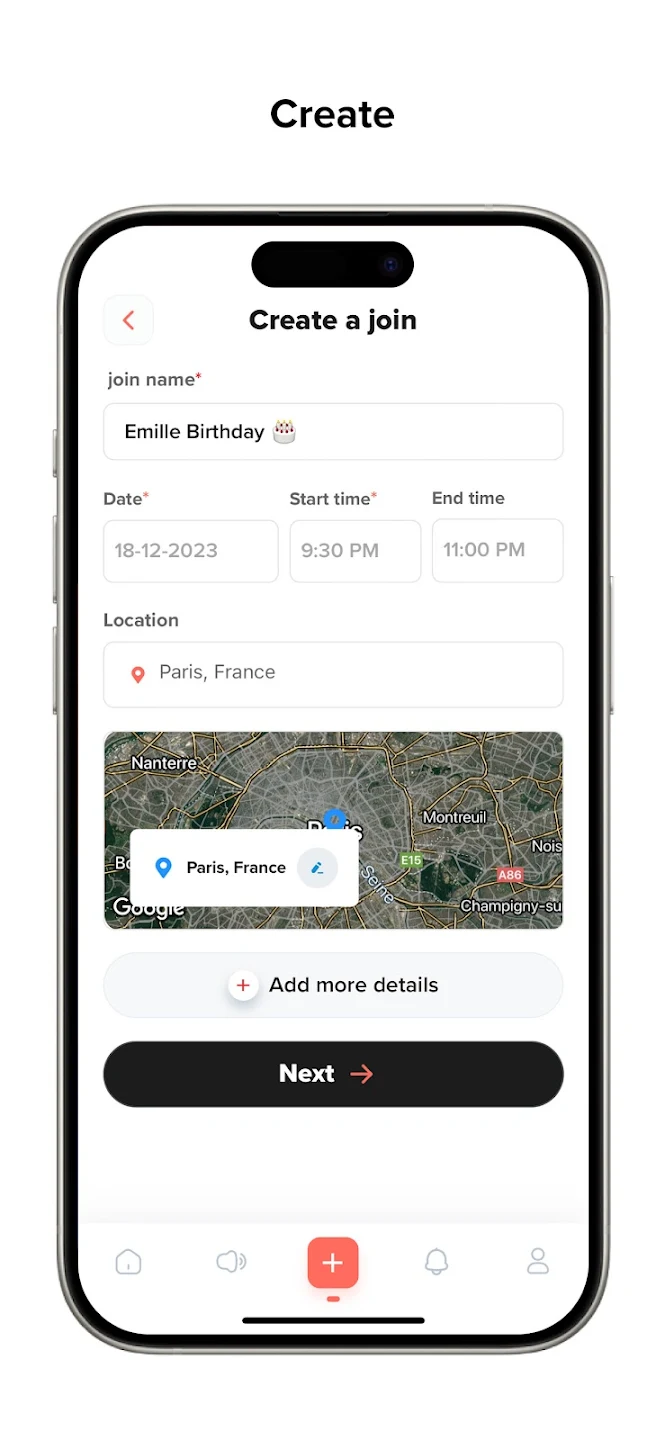 Create
Create a join
join name*
Emille Birthday 🎂
Date* Start time* End time
18-12-2023 9:30 PM 11:00 PM
Location
Paris, France
Nanterre
Paris
Montreuil
Nois
Bo
Paris, France
E15
A86
Seine
Google
Champigny-su
+ Add more details
Next →